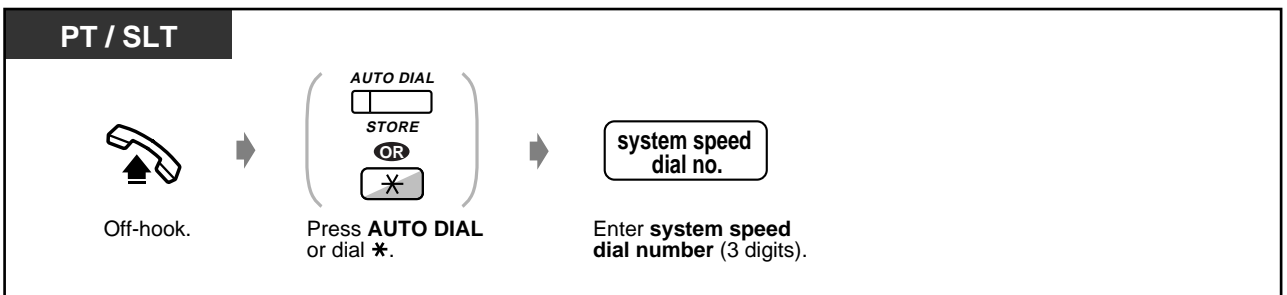 PT / SLT
AUTO DIAL
STORE
OR
*
system speed
dial no.
Off-hook.
Press AUTO DIAL
or dial *.
Enter system speed
dial number (3 digits).